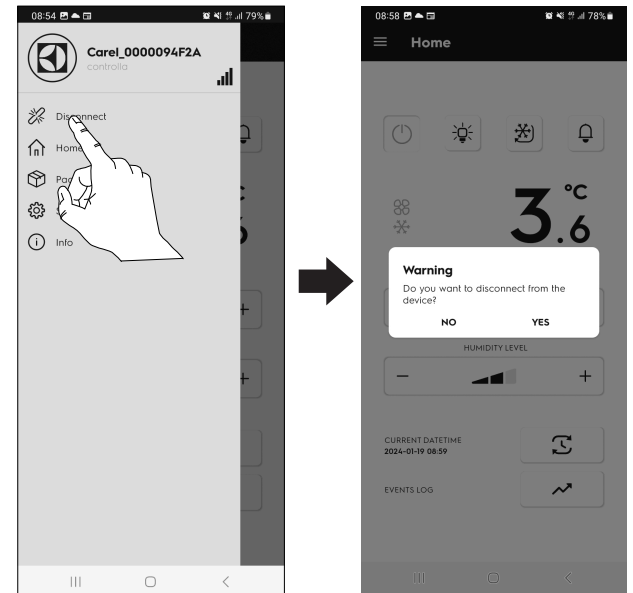 08:54
79%
Carel_0000094F2A
controlla
Disconnect
Home
Info
08:58
78%
Home
3.6 °C
Warning
Do you want to disconnect from the
device?
NO YES
HUMIDITY LEVEL
CURRENT DATETIME
2024-01-19 08:59
EVENTS LOG